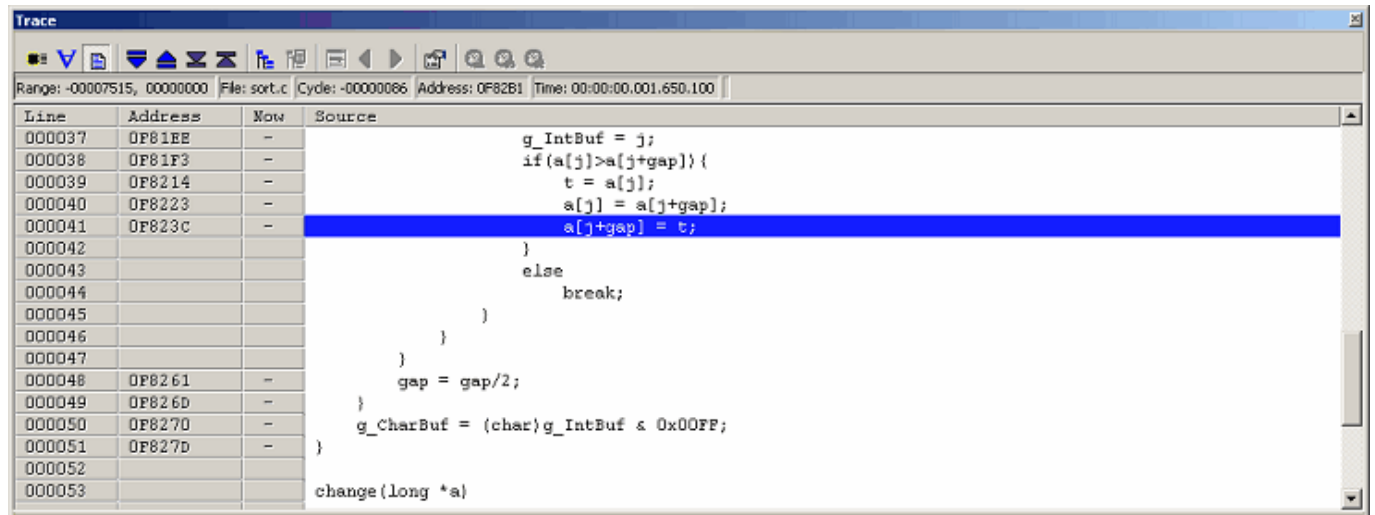 Trace
Range: -00007515, 00000000 File: sort.c Cycle: -00000086 Address: 0F82B1 Time: 00:00:00.001.650.100
Line Address Now Source
000037 0F81EE - g_IntBuf = j;
000038 0F81F3 - if(a[j]>a[j+gap]){
000039 0F8214 - t = a[j];
000040 0F8223 - a[j] = a[j+gap];
000041 0F823C - a[j+gap] = t;
000042 }
000043 else
000044 break;
000045 }
000046 }
000047 }
000048 0F8261 - gap = gap/2;
000049 0F826D - }
000050 0F8270 - g_CharBuf = (char)g_IntBuf & 0x00FF;
000051 0F827D - }
000052
000053 change(long *a)